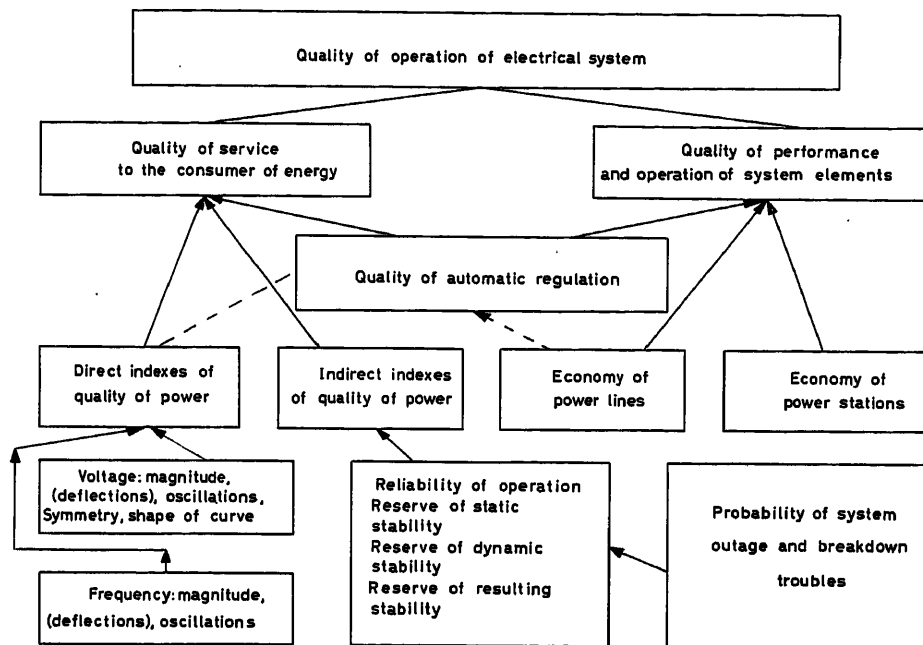 Quality of operation of electrical system
Quality of service
to the consumer of energy
Quality of performance
and operation of system elements
Quality of automatic regulation
Direct indexes of
quality of power
Indirect indexes
of quality of power
Economy of
power lines
Economy of
power stations
Voltage: magnitude,
(deflections), oscillations,
Symmetry, shape of curve
Frequency: magnitude,
(deflections), oscillations
Reliability of operation
Reserve of static
stability
Reserve of dynamic
stability
Reserve of resulting
stability
Probability of system
outage and breakdown
troubles